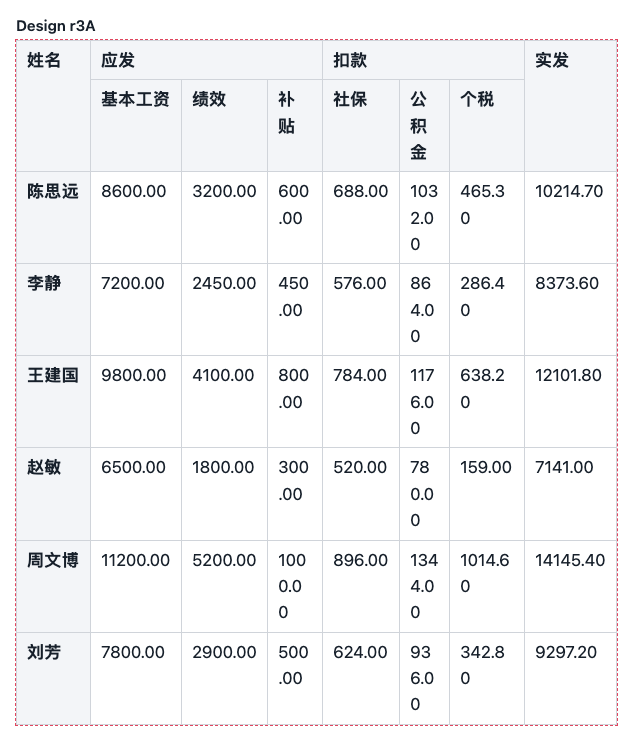 Design r3A
姓名 应发 扣款 实发
基本工资 绩效 补贴 社保 公积金 个税
陈思远 8600.00 3200.00 600.00 688.00 1032.00 465.30 10214.70
李静 7200.00 2450.00 450.00 576.00 864.00 286.40 8373.60
王建国 9800.00 4100.00 800.00 784.00 1176.00 638.20 12101.80
赵敏 6500.00 1800.00 300.00 520.00 780.00 159.00 7141.00
周文博 11200.00 5200.00 1000.00 896.00 1344.00 1014.60 14145.40
刘芳 7800.00 2900.00 500.00 624.00 936.00 342.80 9297.20